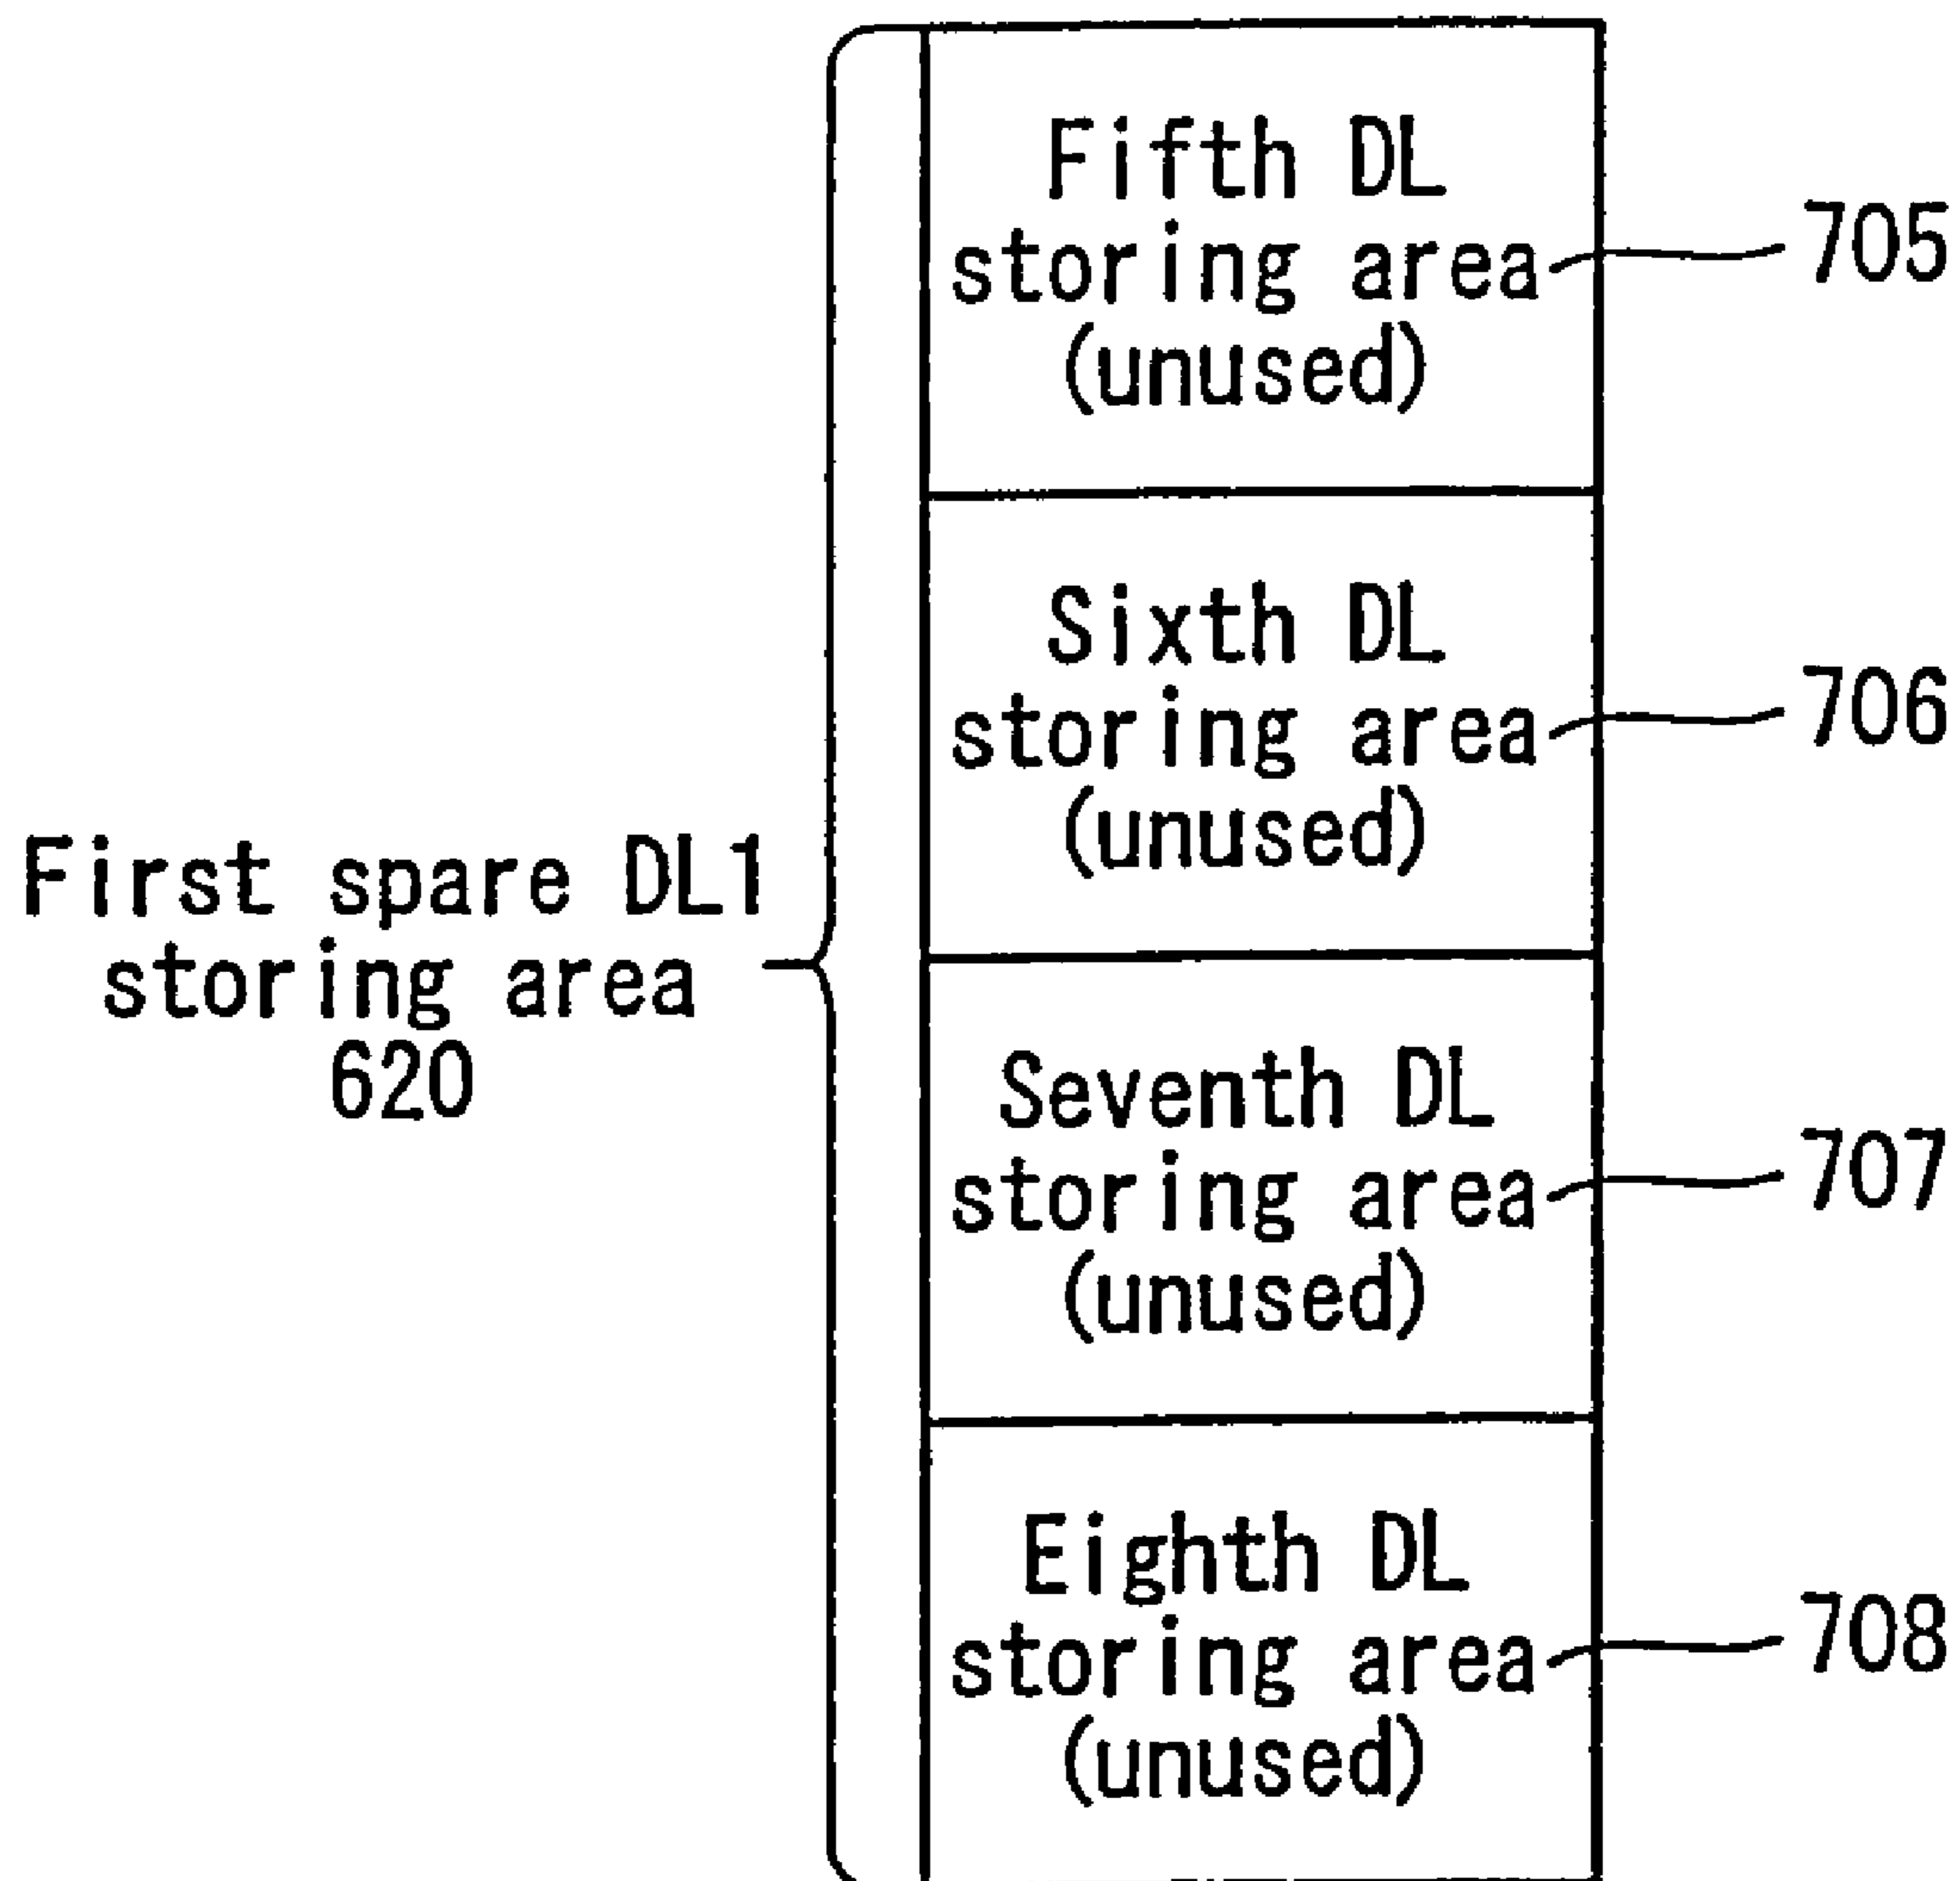 First spare DL1
storing area
620
Fifth DL
storing area
(unused)
705
Sixth DL
storing area
(unused)
706
Seventh DL
storing area
(unused)
707
Eighth DL
storing area
(unused)
708